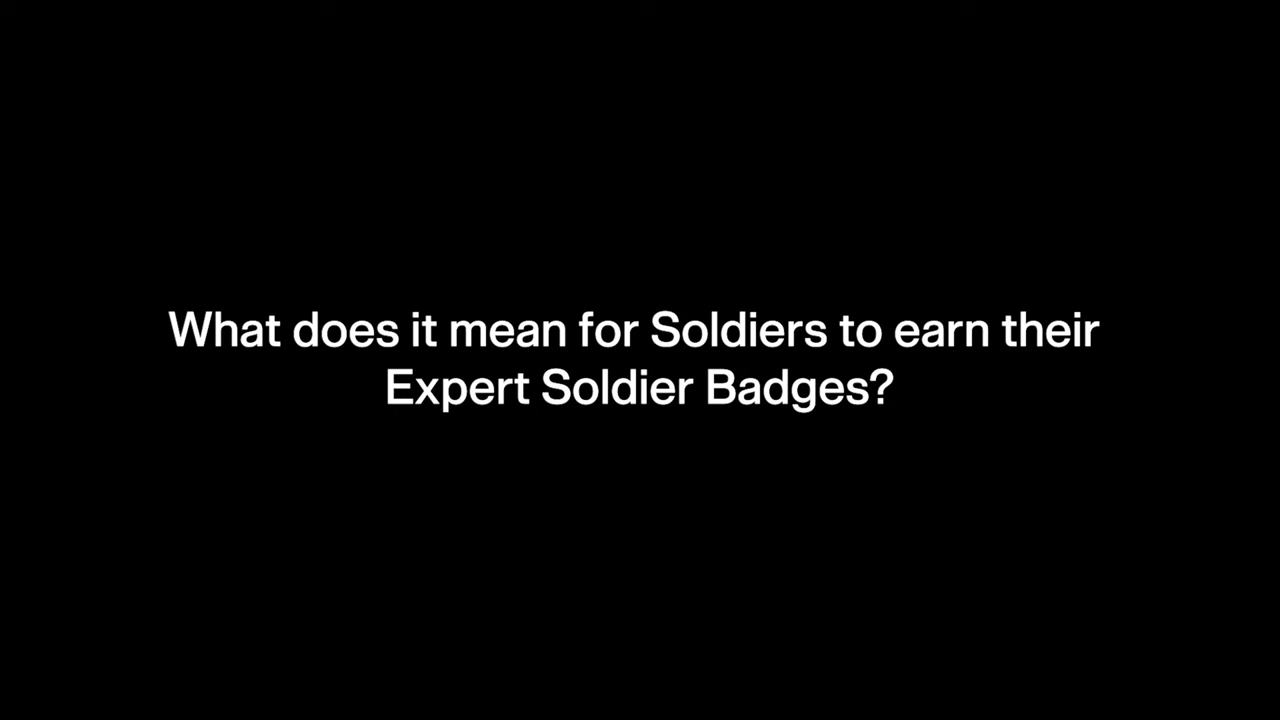 What does it mean for Soldiers to earn their
Expert Soldier Badges?